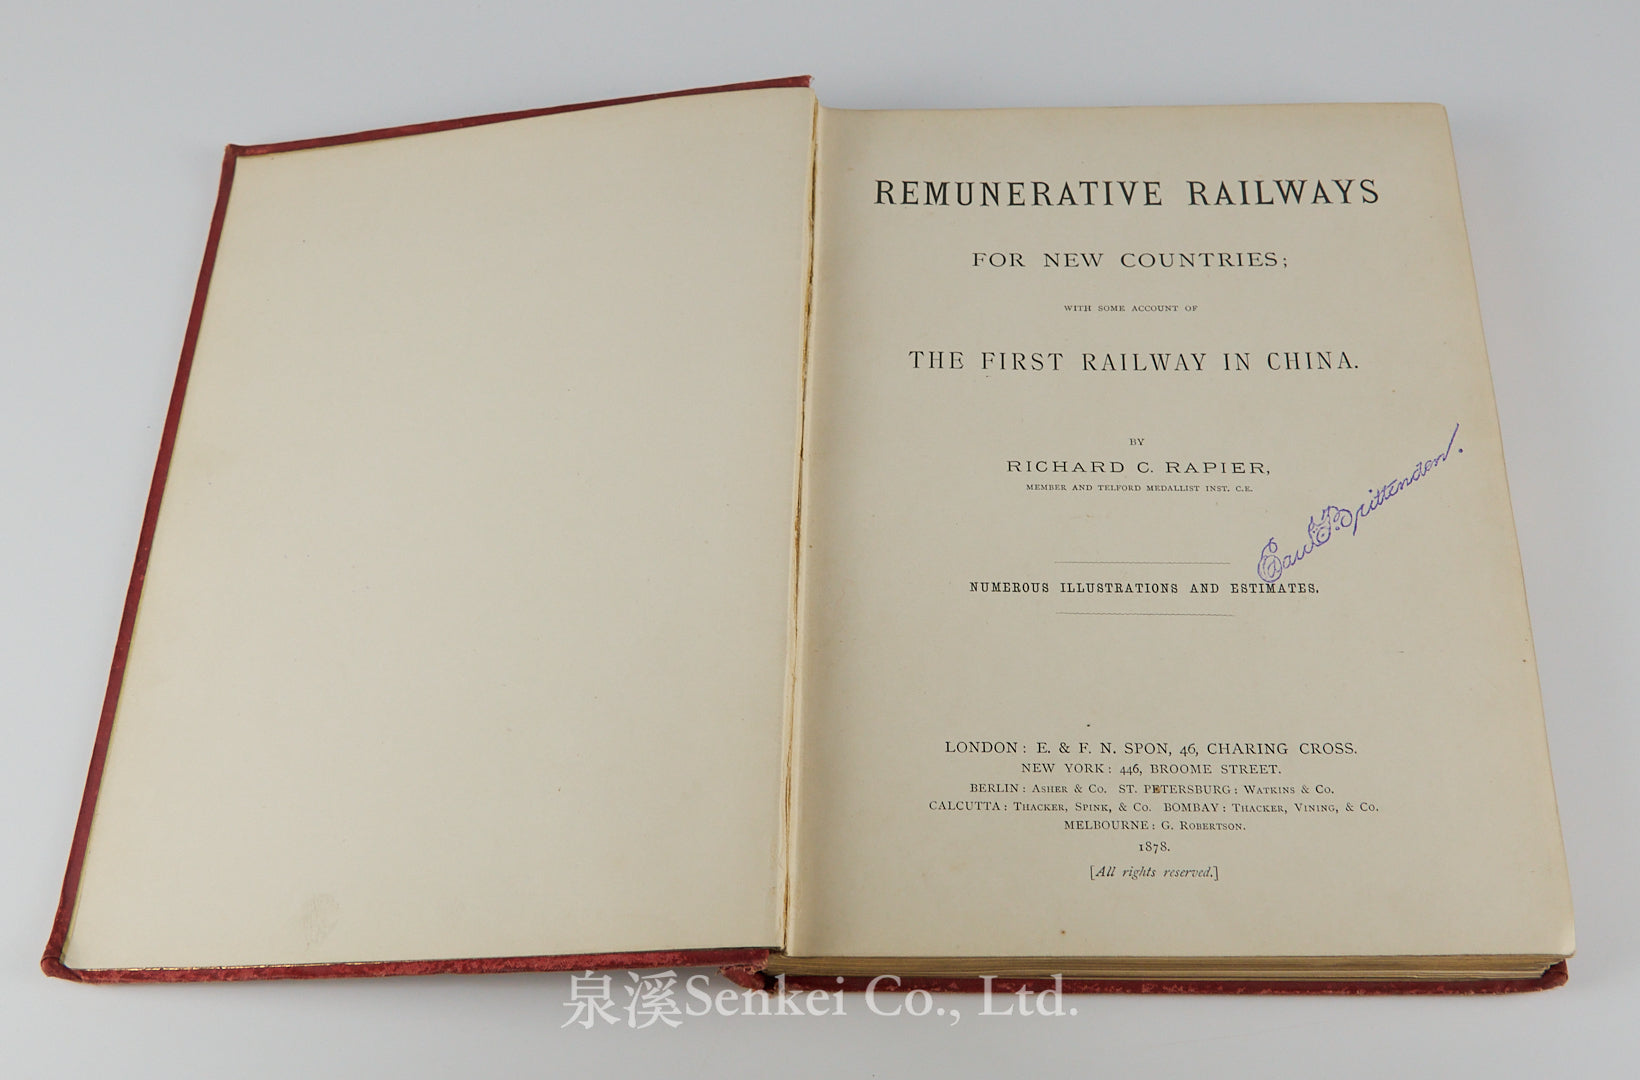 REMUNERATIVE RAILWAYS
FOR NEW COUNTRIES;
WITH SOME ACCOUNT OF
THE FIRST RAILWAY IN CHINA.
BY
RICHARD C. RAPIER,
MEMBER AND TELFORD MEDALLIST INST. C.E.
NUMEROUS ILLUSTRATIONS AND ESTIMATES.
LONDON: E. & F. N. SPON, 46, CHARING CROSS.
NEW YORK: 446, BROOME STREET.
BERLIN: ASHER & CO. ST. PETERSBURG: WATKINS & CO.
CALCUTTA: THACKER, SPINK, & CO. BOMBAY: THACKER, VINING, & CO.
MELBOURNE: G. ROBERTSON.
1878.
[All rights reserved.]
泉溪Senkei Co., Ltd.